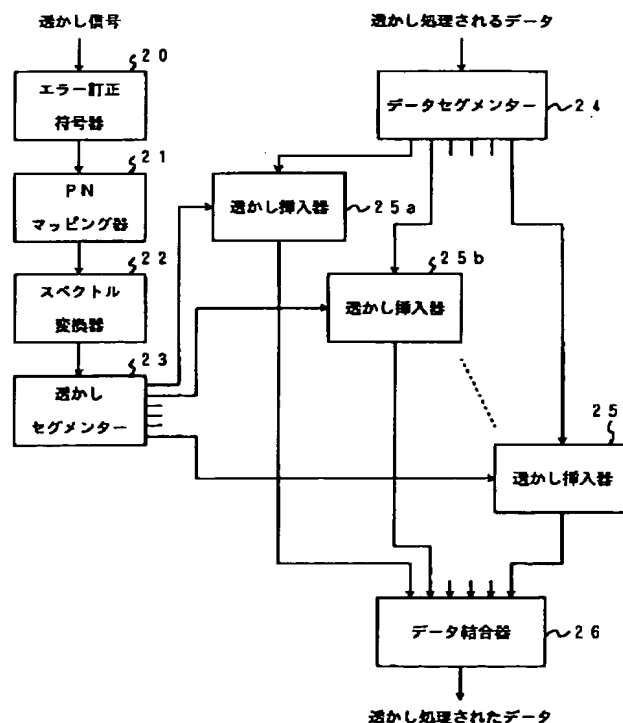 透かし信号
透かし処理されるデータ
20
エラー訂正
符号器
データセグメンター
24
21
PN
マッピング器
透かし挿入器
25a
22
スペクトル
変換器
25b
透かし挿入器
23
透かし
セグメンター
25
透かし挿入器
データ結合器
26
透かし処理されたデータ